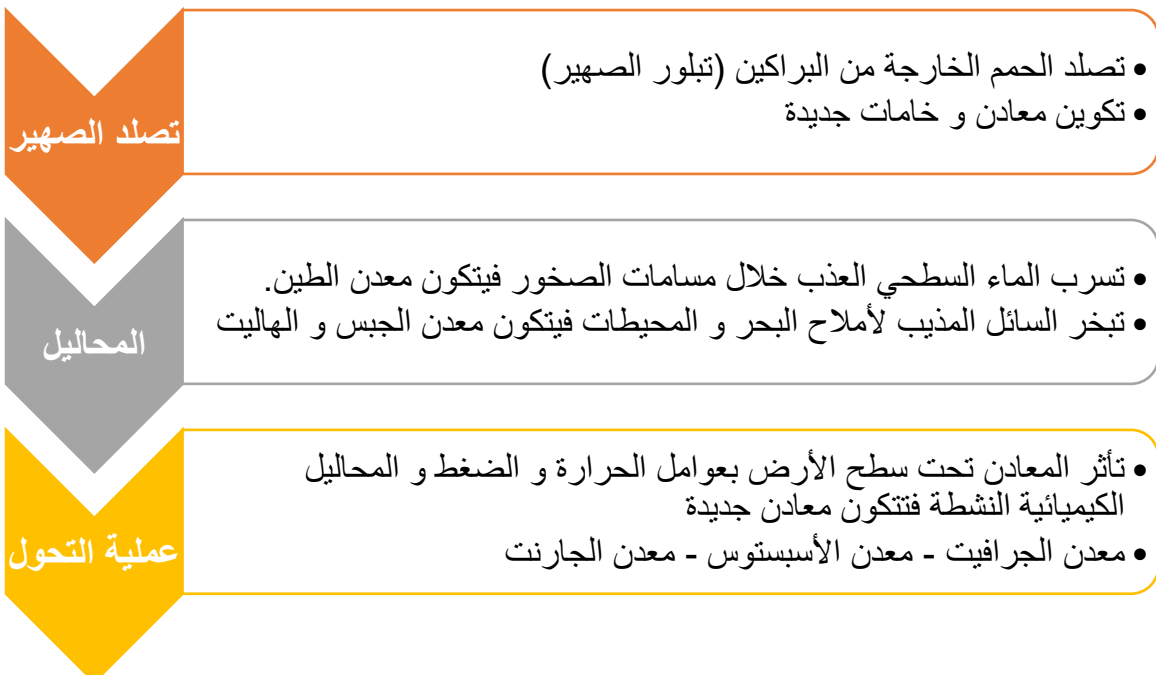 تصلد الصهير
• تصلد الحمم الخارجة من البراكين (تبلور الصهير)
• تكوين معادن و خامات جديدة
المحاليل
• تسرب الماء السطحي العذب خلال مسامات الصخور فيتكون معدن الطين.
• تبخر السائل المذيب لأملاح البحر و المحيطات فيتكون معدن الجبس و الهاليت
عملية التحول
• تأثر المعادن تحت سطح الأرض بعوامل الحرارة و الضغط و المحاليل
الكيميائية النشطة فتتكون معادن جديدة
• معدن الجرافيت - معدن الأسبستوس - معدن الجارنت